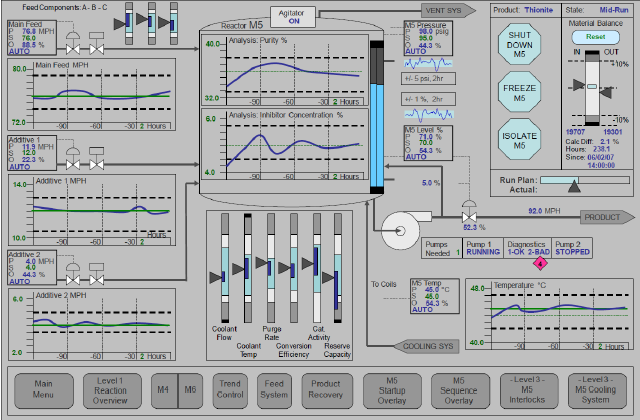 Feed Components: A - B - C
Main Feed
P 76.8 MPH
S 76.0
O 88.5 %
AUTO
80.00
Main Feed MPH
72.0
-90
-60
-30
2 Hours
Additive 1
P 11.9 MPH
S 12.0
O 22.3 %
AUTO
14.0
Additive 1 MPH
10.0
-90
-60
-30
2
Hours
Additive 2
P 4.0 MPH
S 4.0
O 44.3 %
AUTO
6.0
Additive 2 MPH
2.0
-90
-60
-30
2 Hours
Reactor M5
Agitator
ON
40.0
Analysis: Purity %
32.0
-90
-60
-30
2 Hours
6.0
Analysis: Inhibitor Concentration %
4.0
-90
-60
-30
2 Hours
Coolant
Flow
Coolant
Temp
Purge
Rate
Conversion
Efficiency
Cat.
Activity
Reserve
Capacity
VENT SYS
M5 Pressure
P 98.0 psig
S 95.0
O 44.3 %
AUTO
+/- 5 psi, 2hr
+/- 1 %, 2hr
M5 Level %
P 71.0 %
S 70.0
O 54.3
AUTO
5.0 %
52.3 %
92.0 MPH
PRODUCT
Pumps
Needed 1
Pump 1
RUNNING
Diagnostics
1-OK 2-BAD
Pump 2
STOPPED
4
To Coils
M5 Temp
P 45.0 °C
S 45.0
O 54.3 %
AUTO
COOLING SYS
Temperature °C
48.0
40.0
-90
-60
-30
2 Hours
Product: Thionite
State: Mid-Run
SHUT
DOWN
M5
FREEZE
M5
ISOLATE
M5
Material Balance
Reset
IN OUT
+10%
-10%
19707 19301
Calc Diff: 2.1 %
Hours: 238.1
Since: 06/02/07
14:00:00
Run Plan:
Actual:
Main
Menu
Level 1
Reaction
Overview
M4
M6
Trend
Control
Feed
System
Product
Recovery
M5
Startup
Overlay
M5
Sequence
Overlay
- Level 3 -
M5
Interlocks
- Level 3 -
M5 Cooling
System